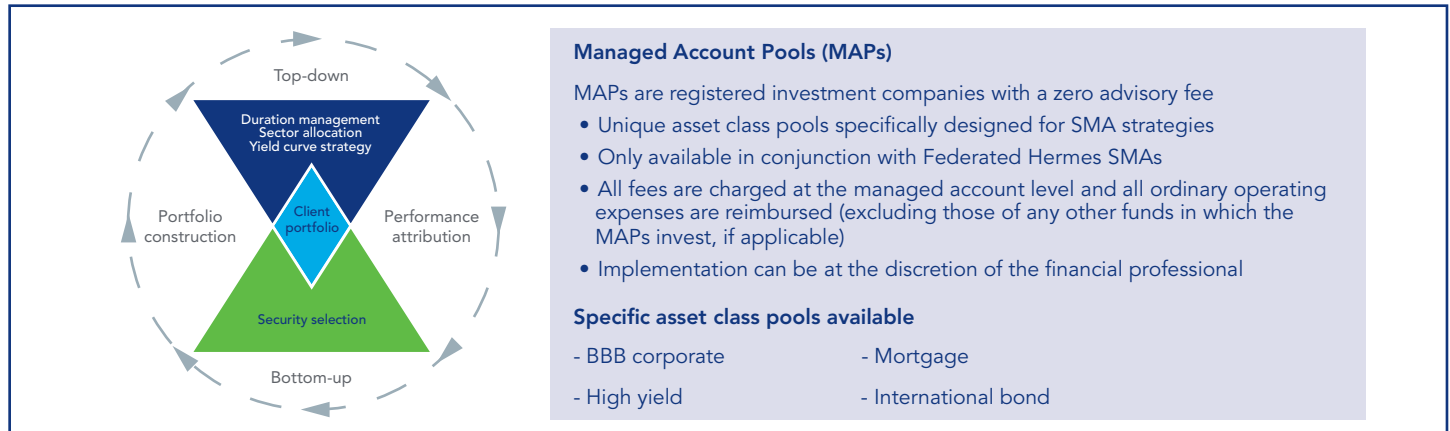 Top-down
Duration management
Sector allocation
Yield curve strategy
Client
portfolio
Portfolio
construction
Performance
attribution
Security selection
Bottom-up
Managed Account Pools (MAPs)
MAPs are registered investment companies with a zero advisory fee
• Unique asset class pools specifically designed for SMA strategies
• Only available in conjunction with Federated Hermes SMAs
• All fees are charged at the managed account level and all ordinary operating
expenses are reimbursed (excluding those of any other funds in which the
MAPs invest, if applicable)
• Implementation can be at the discretion of the financial professional
Specific asset class pools available
- BBB corporate - Mortgage
- High yield - International bond